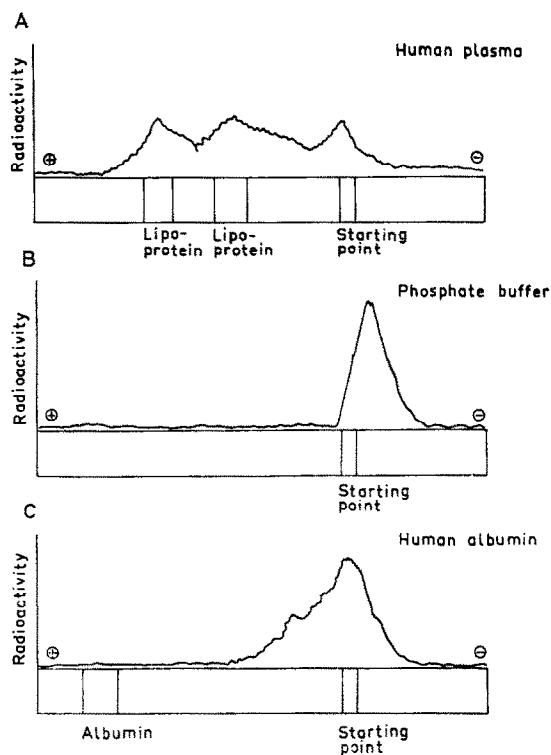 A
Human plasma
Radioactivity
⊕
⊖
Lipo-
protein
Lipo-
protein
Starting
point
B
Phosphate buffer
Radioactivity
⊕
⊖
Starting
point
C
Human albumin
Radioactivity
⊕
⊖
Albumin
Starting
point